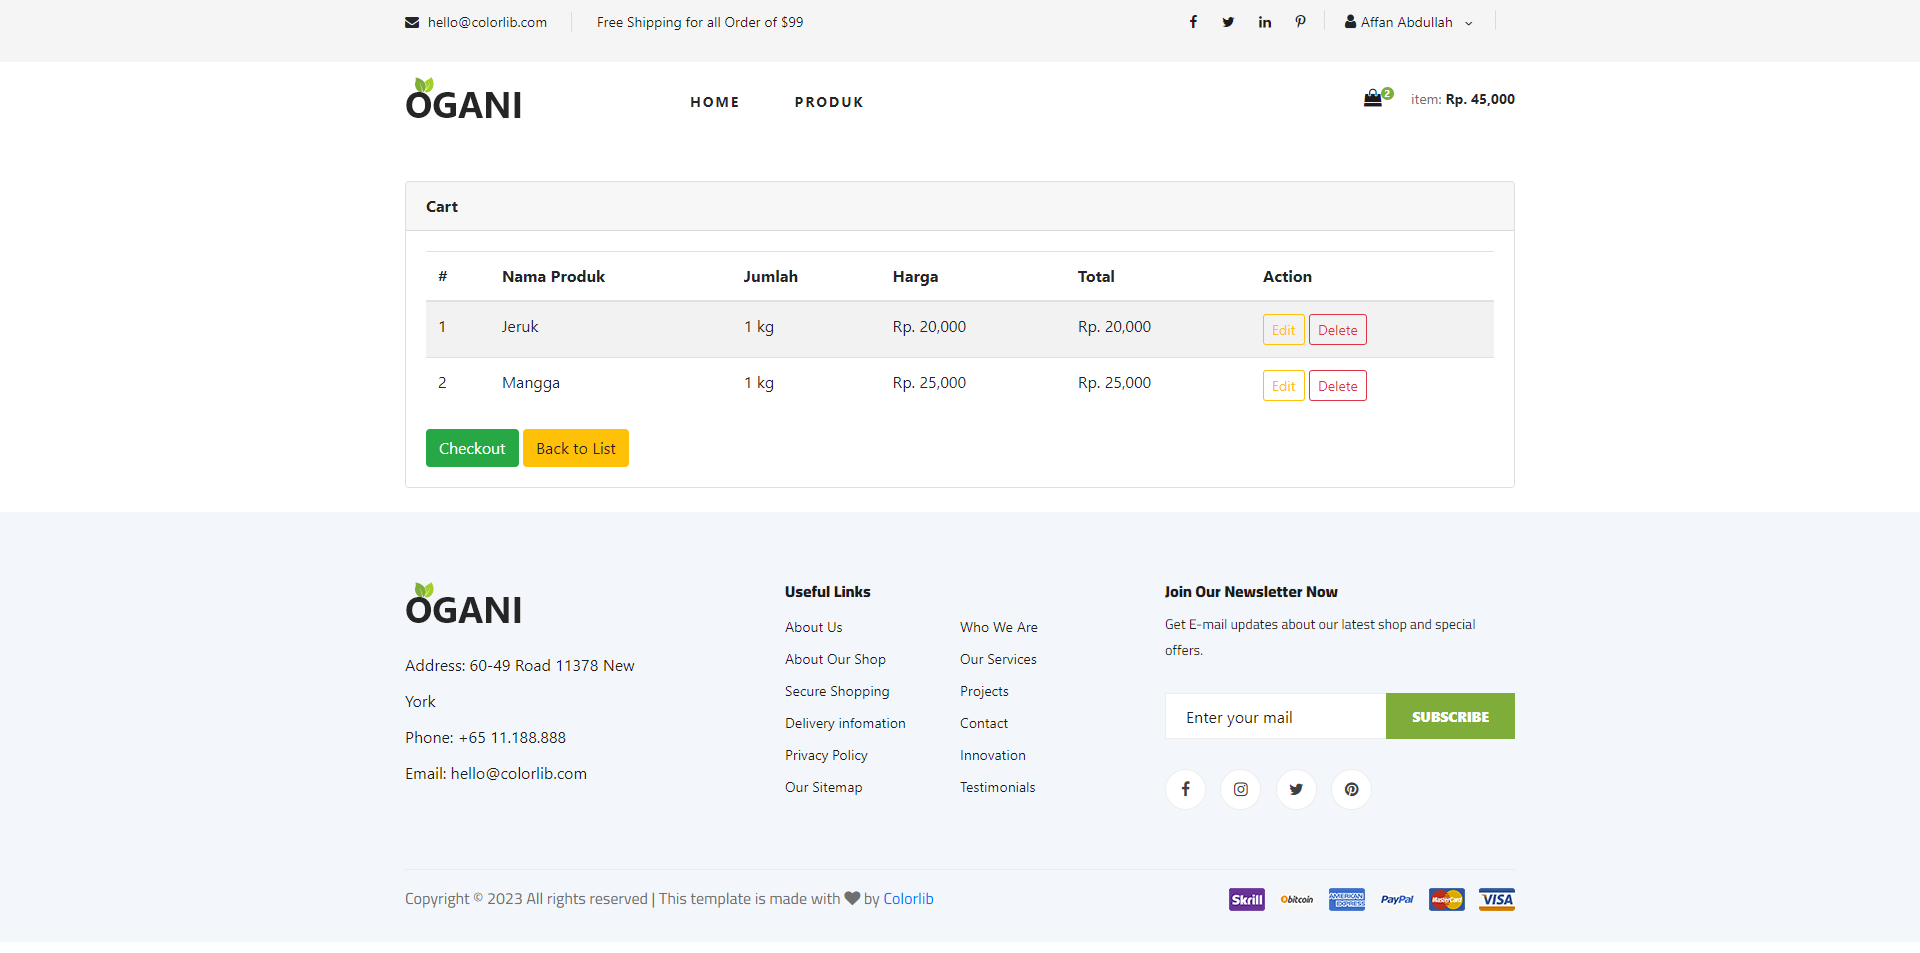 hello@colorlib.com Free Shipping for all Order of $99 Affan Abdullah
OGANI HOME PRODUK 2 item: Rp. 45,000
Cart
# Nama Produk Jumlah Harga Total Action
1 Jeruk 1 kg Rp. 20,000 Rp. 20,000 Edit Delete
2 Mangga 1 kg Rp. 25,000 Rp. 25,000 Edit Delete
Checkout Back to List
OGANI
Address: 60-49 Road 11378 New
York
Phone: +65 11.188.888
Email: hello@colorlib.com
Useful Links
About Us
About Our Shop
Secure Shopping
Delivery infomation
Privacy Policy
Our Sitemap
Who We Are
Our Services
Projects
Contact
Innovation
Testimonials
Join Our Newsletter Now
Get E-mail updates about our latest shop and special
offers.
Enter your mail SUBSCRIBE
Copyright © 2023 All rights reserved | This template is made with by Colorlib
Skrill bitcoin AMERICAN EXPRESS PayPal MasterCard VISA